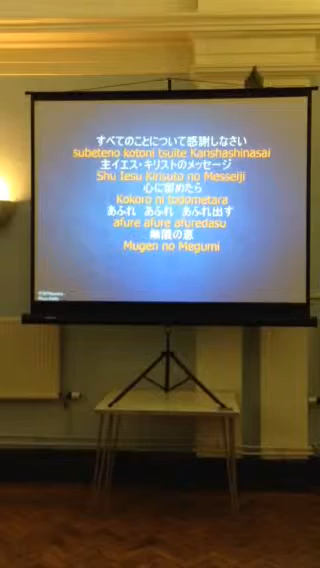 すべてのことについて感謝しなさい
subeteno kotoni tsuite Kanshashinasai
主イエス・キリストのメッセージ
Shu Iesu Kirisuto no Messeiji
心に留めたら
Kokoro ni todometara
あふれ あふれ あふれ出す
afure afure afuredasu
無限の恵
Mugen no Megumi